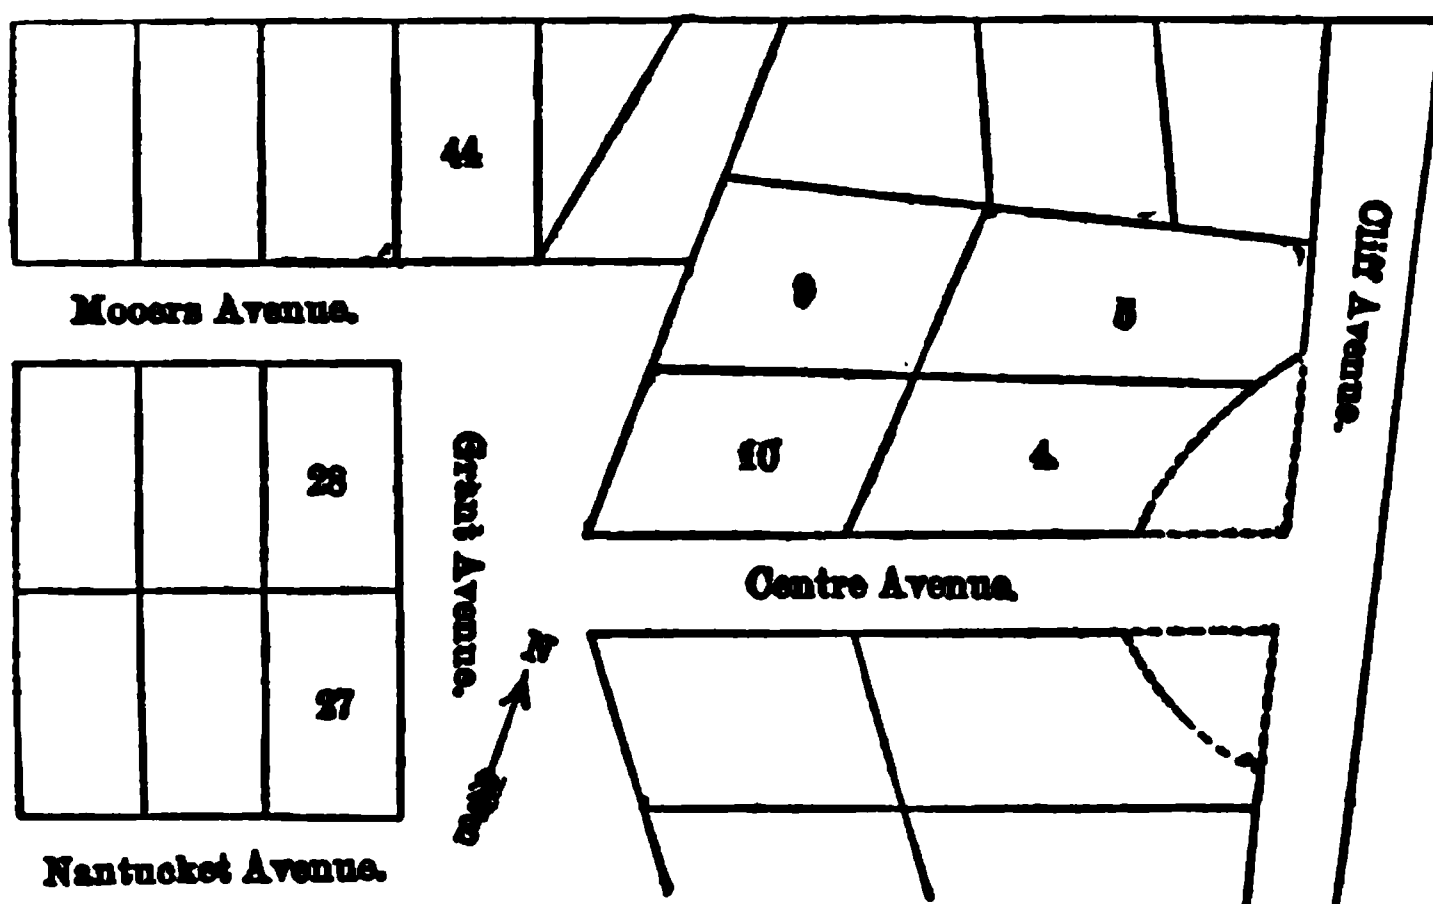 44
Mooers Avenue.
9
5
Cliff Avenue.
28
Grant Avenue.
10
4
Centre Avenue.
N
27
Nantucket Avenue.